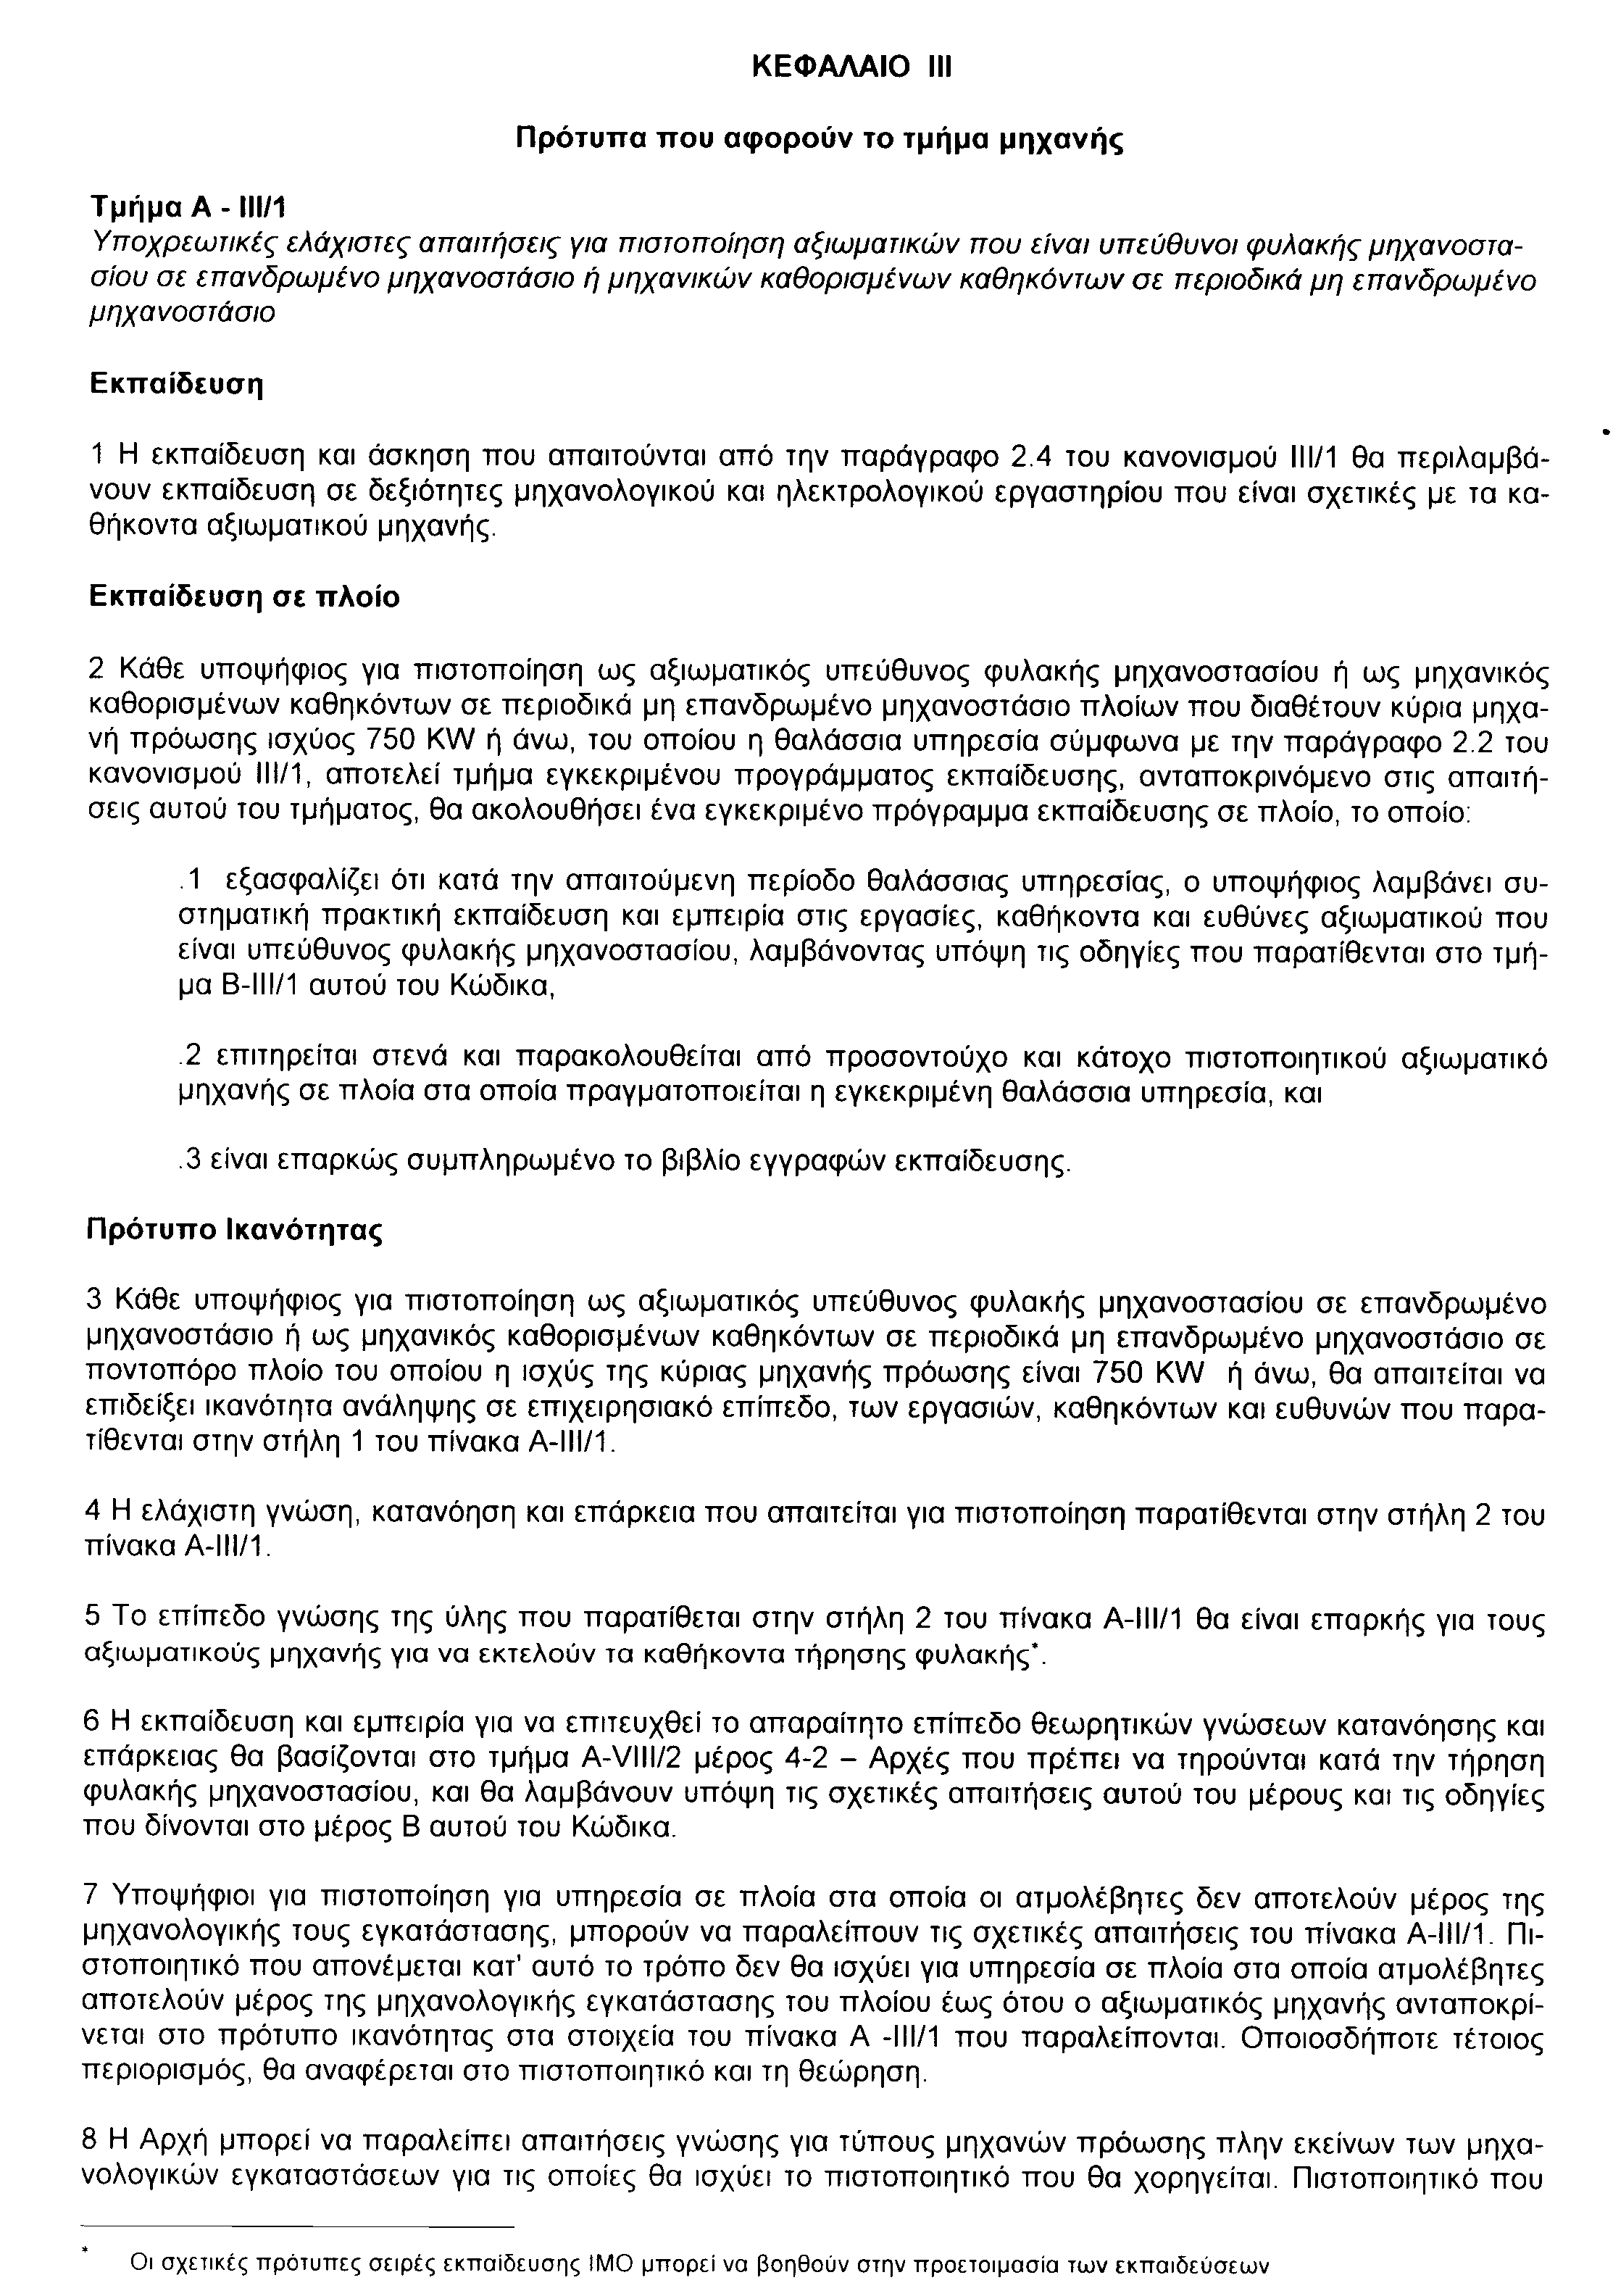 ΚΕΦΑΛΑΙΟ III
Πρότυπα που αφορούν το τμήμα μηχανής
Τμήμα Α - III/1
Υποχρεωτικές ελάχιστες απαιτήσεις για πιστοποίηση αξιωματικών που είναι υπεύθυνοι φυλακής μηχανοστα-
σίου σε επανδρωμένο μηχανοστάσιο ή μηχανικών καθορισμένων καθηκόντων σε περιοδικά μη επανδρωμένο
μηχανοστάσιο
Εκπαίδευση
1 Η εκπαίδευση και άσκηση που απαιτούνται από την παράγραφο 2.4 του κανονισμού III/1 θα περιλαμβά-
νουν εκπαίδευση σε δεξιότητες μηχανολογικού και ηλεκτρολογικού εργαστηρίου που είναι σχετικές με τα κα-
θήκοντα αξιωματικού μηχανής.
Εκπαίδευση σε πλοίο
2 Κάθε υποψήφιος για πιστοποίηση ως αξιωματικός υπεύθυνος φυλακής μηχανοστασίου ή ως μηχανικός
καθορισμένων καθηκόντων σε περιοδικά μη επανδρωμένο μηχανοστάσιο πλοίων που διαθέτουν κύρια μηχα-
νή πρόωσης ισχύος 750 KW ή άνω, του οποίου η θαλάσσια υπηρεσία σύμφωνα με την παράγραφο 2.2 του
κανονισμού III/1, αποτελεί τμήμα εγκεκριμένου προγράμματος εκπαίδευσης, ανταποκρινόμενο στις απαιτή-
σεις αυτού του τμήματος, θα ακολουθήσει ένα εγκεκριμένο πρόγραμμα εκπαίδευσης σε πλοίο, το οποίο:
.1 εξασφαλίζει ότι κατά την απαιτούμενη περίοδο θαλάσσιας υπηρεσίας, ο υποψήφιος λαμβάνει συ-
στηματική πρακτική εκπαίδευση και εμπειρία στις εργασίες, καθήκοντα και ευθύνες αξιωματικού που
είναι υπεύθυνος φυλακής μηχανοστασίου, λαμβάνοντας υπόψη τις οδηγίες που παρατίθενται στο τμή-
μα Β-III/1 αυτού του Κώδικα,
.2 επιτηρείται στενά και παρακολουθείται από προσοντούχο και κάτοχο πιστοποιητικού αξιωματικό
μηχανής σε πλοία στα οποία πραγματοποιείται η εγκεκριμένη θαλάσσια υπηρεσία, και
.3 είναι επαρκώς συμπληρωμένο το βιβλίο εγγραφών εκπαίδευσης.
Πρότυπο Ικανότητας
3 Κάθε υποψήφιος για πιστοποίηση ως αξιωματικός υπεύθυνος φυλακής μηχανοστασίου σε επανδρωμένο
μηχανοστάσιο ή ως μηχανικός καθορισμένων καθηκόντων σε περιοδικά μη επανδρωμένο μηχανοστάσιο σε
ποντοπόρο πλοίο του οποίου η ισχύς της κύριας μηχανής πρόωσης είναι 750 KW ή άνω, θα απαιτείται να
επιδείξει ικανότητα ανάληψης σε επιχειρησιακό επίπεδο, των εργασιών, καθηκόντων και ευθυνών που παρα-
τίθενται στην στήλη 1 του πίνακα Α-III/1.
4 Η ελάχιστη γνώση, κατανόηση και επάρκεια που απαιτείται για πιστοποίηση παρατίθενται στην στήλη 2 του
πίνακα Α-III/1.
5 Το επίπεδο γνώσης της ύλης που παρατίθεται στην στήλη 2 του πίνακα Α-III/1 θα είναι επαρκής για τους
αξιωματικούς μηχανής για να εκτελούν τα καθήκοντα τήρησης φυλακής*.
6 Η εκπαίδευση και εμπειρία για να επιτευχθεί το απαραίτητο επίπεδο θεωρητικών γνώσεων κατανόησης και
επάρκειας θα βασίζονται στο τμήμα Α-VIII/2 μέρος 4-2 – Αρχές που πρέπει να τηρούνται κατά την τήρηση
φυλακής μηχανοστασίου, και θα λαμβάνουν υπόψη τις σχετικές απαιτήσεις αυτού του μέρους και τις οδηγίες
που δίνονται στο μέρος Β αυτού του Κώδικα.
7 Υποψήφιοι για πιστοποίηση για υπηρεσία σε πλοία στα οποία οι ατμολέβητες δεν αποτελούν μέρος της
μηχανολογικής τους εγκατάστασης, μπορούν να παραλείπουν τις σχετικές απαιτήσεις του πίνακα Α-III/1. Πι-
στοποιητικό που απονέμεται κατ' αυτό το τρόπο δεν θα ισχύει για υπηρεσία σε πλοία στα οποία ατμολέβητες
αποτελούν μέρος της μηχανολογικής εγκατάστασης του πλοίου έως ότου ο αξιωματικός μηχανής ανταποκρί-
νεται στο πρότυπο ικανότητας στα στοιχεία του πίνακα Α -III/1 που παραλείπονται. Οποιοσδήποτε τέτοιος
περιορισμός, θα αναφέρεται στο πιστοποιητικό και τη θεώρηση.
8 Η Αρχή μπορεί να παραλείπει απαιτήσεις γνώσης για τύπους μηχανών πρόωσης πλην εκείνων των μηχα-
νολογικών εγκαταστάσεων για τις οποίες θα ισχύει το πιστοποιητικό που θα χορηγείται. Πιστοποιητικό που
* Οι σχετικές πρότυπες σειρές εκπαίδευσης ΙΜΟ μπορεί να βοηθούν στην προετοιμασία των εκπαιδεύσεων